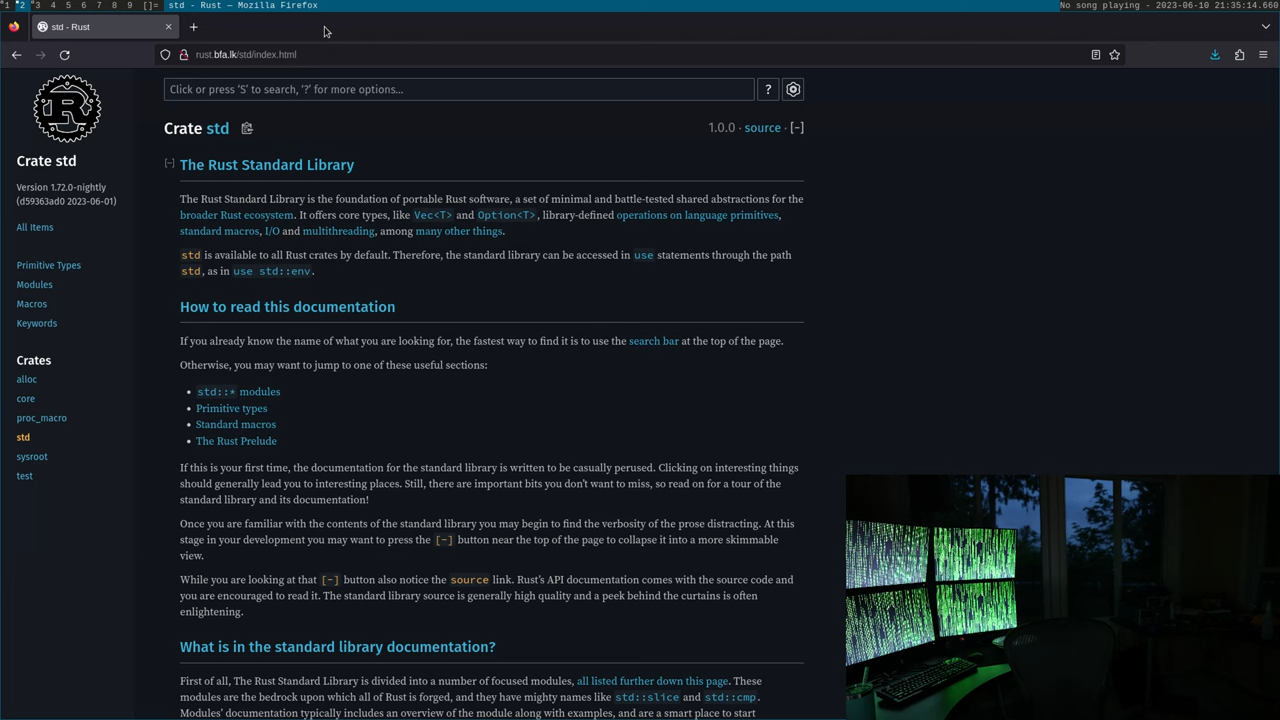 1 2 3 4 5 6 7 8 9 []= std - Rust — Mozilla Firefox No song playing - 2023-06-10 21:35:14.660
std - Rust
rust.bfa.lk/std/index.html
Click or press ‘S’ to search, ‘?’ for more options…
?
Crate std
1.0.0 · source · [-]
Crate std
Version 1.72.0-nightly
(d59363ad0 2023-06-01)
All Items
Primitive Types
Modules
Macros
Keywords
Crates
alloc
core
proc_macro
std
sysroot
test
[-] The Rust Standard Library
The Rust Standard Library is the foundation of portable Rust software, a set of minimal and battle-tested shared abstractions for the
broader Rust ecosystem. It offers core types, like Vec<T> and Option<T>, library-defined operations on language primitives,
standard macros, I/O and multithreading, among many other things.
std is available to all Rust crates by default. Therefore, the standard library can be accessed in use statements through the path
std, as in use std::env.
How to read this documentation
If you already know the name of what you are looking for, the fastest way to find it is to use the search bar at the top of the page.
Otherwise, you may want to jump to one of these useful sections:
• std::* modules
• Primitive types
• Standard macros
• The Rust Prelude
If this is your first time, the documentation for the standard library is written to be casually perused. Clicking on interesting things
should generally lead you to interesting places. Still, there are important bits you don’t want to miss, so read on for a tour of the
standard library and its documentation!
Once you are familiar with the contents of the standard library you may begin to find the verbosity of the prose distracting. At this
stage in your development you may want to press the [-] button near the top of the page to collapse it into a more skimmable
view.
While you are looking at that [-] button also notice the source link. Rust’s API documentation comes with the source code and
you are encouraged to read it. The standard library source is generally high quality and a peek behind the curtains is often
enlightening.
What is in the standard library documentation?
First of all, The Rust Standard Library is divided into a number of focused modules, all listed further down this page. These
modules are the bedrock upon which all of Rust is forged, and they have mighty names like std::slice and std::cmp.
Modules’ documentation typically includes an overview of the module along with examples, and are a smart place to start